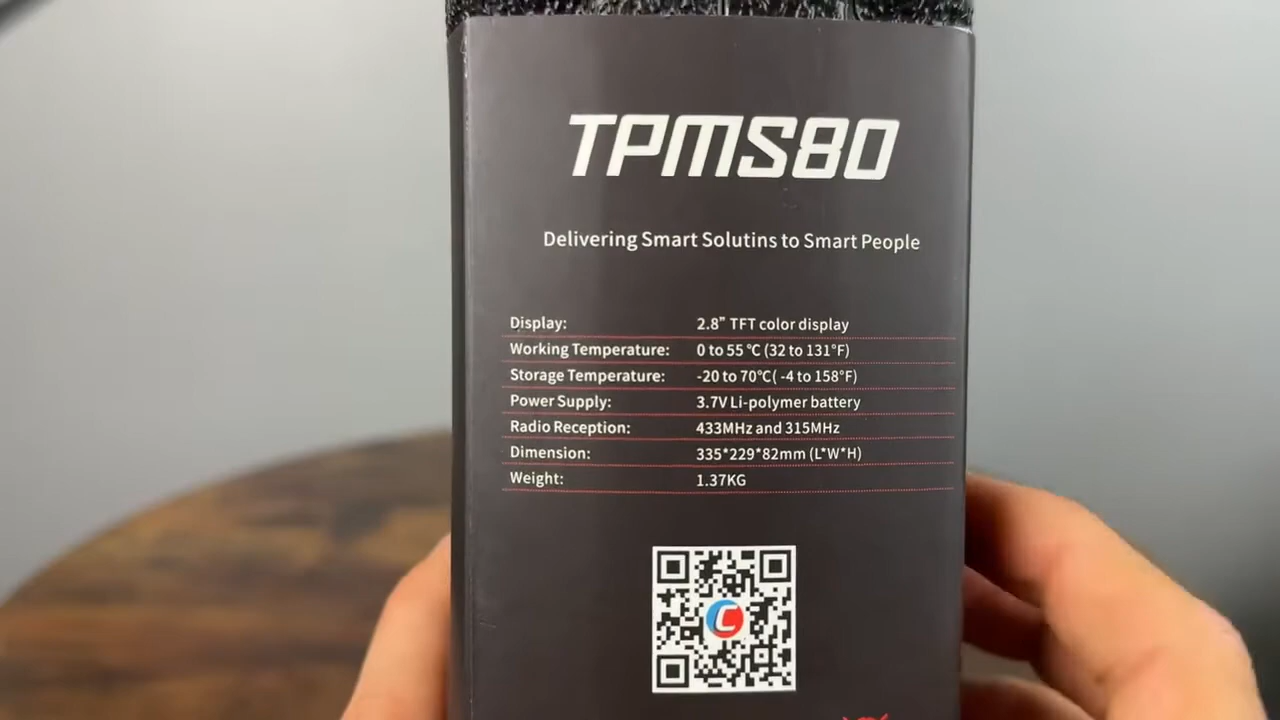 TPMS80
Delivering Smart Solutins to Smart People
Display: 2.8” TFT color display
Working Temperature: 0 to 55 °C (32 to 131°F)
Storage Temperature: -20 to 70°C( -4 to 158°F)
Power Supply: 3.7V Li-polymer battery
Radio Reception: 433MHz and 315MHz
Dimension: 335*229*82mm (L*W*H)
Weight: 1.37KG
C